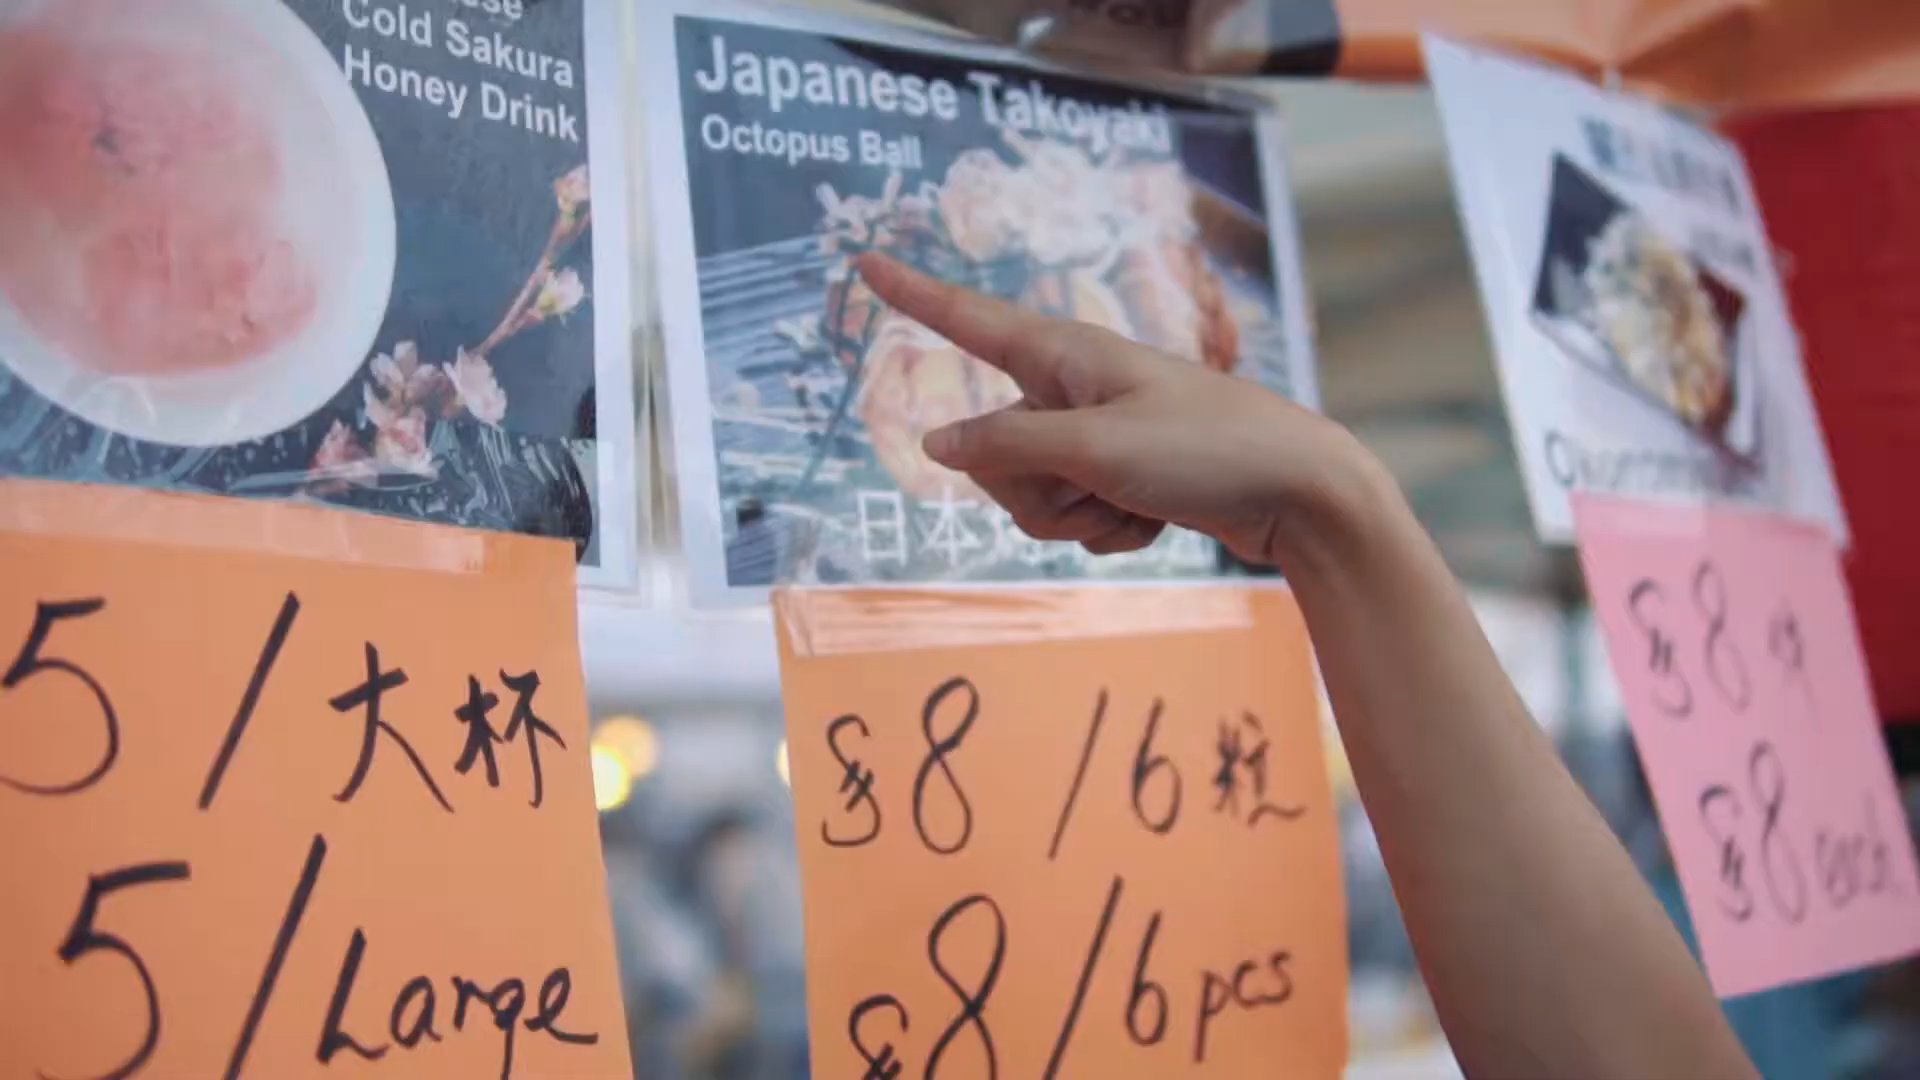 Cold Sakura
Honey Drink
5/大杯
5/Large
Japanese Takoyaki
Octopus Ball
日本
$8/6粒
$8/6pcs
$8
$8 each